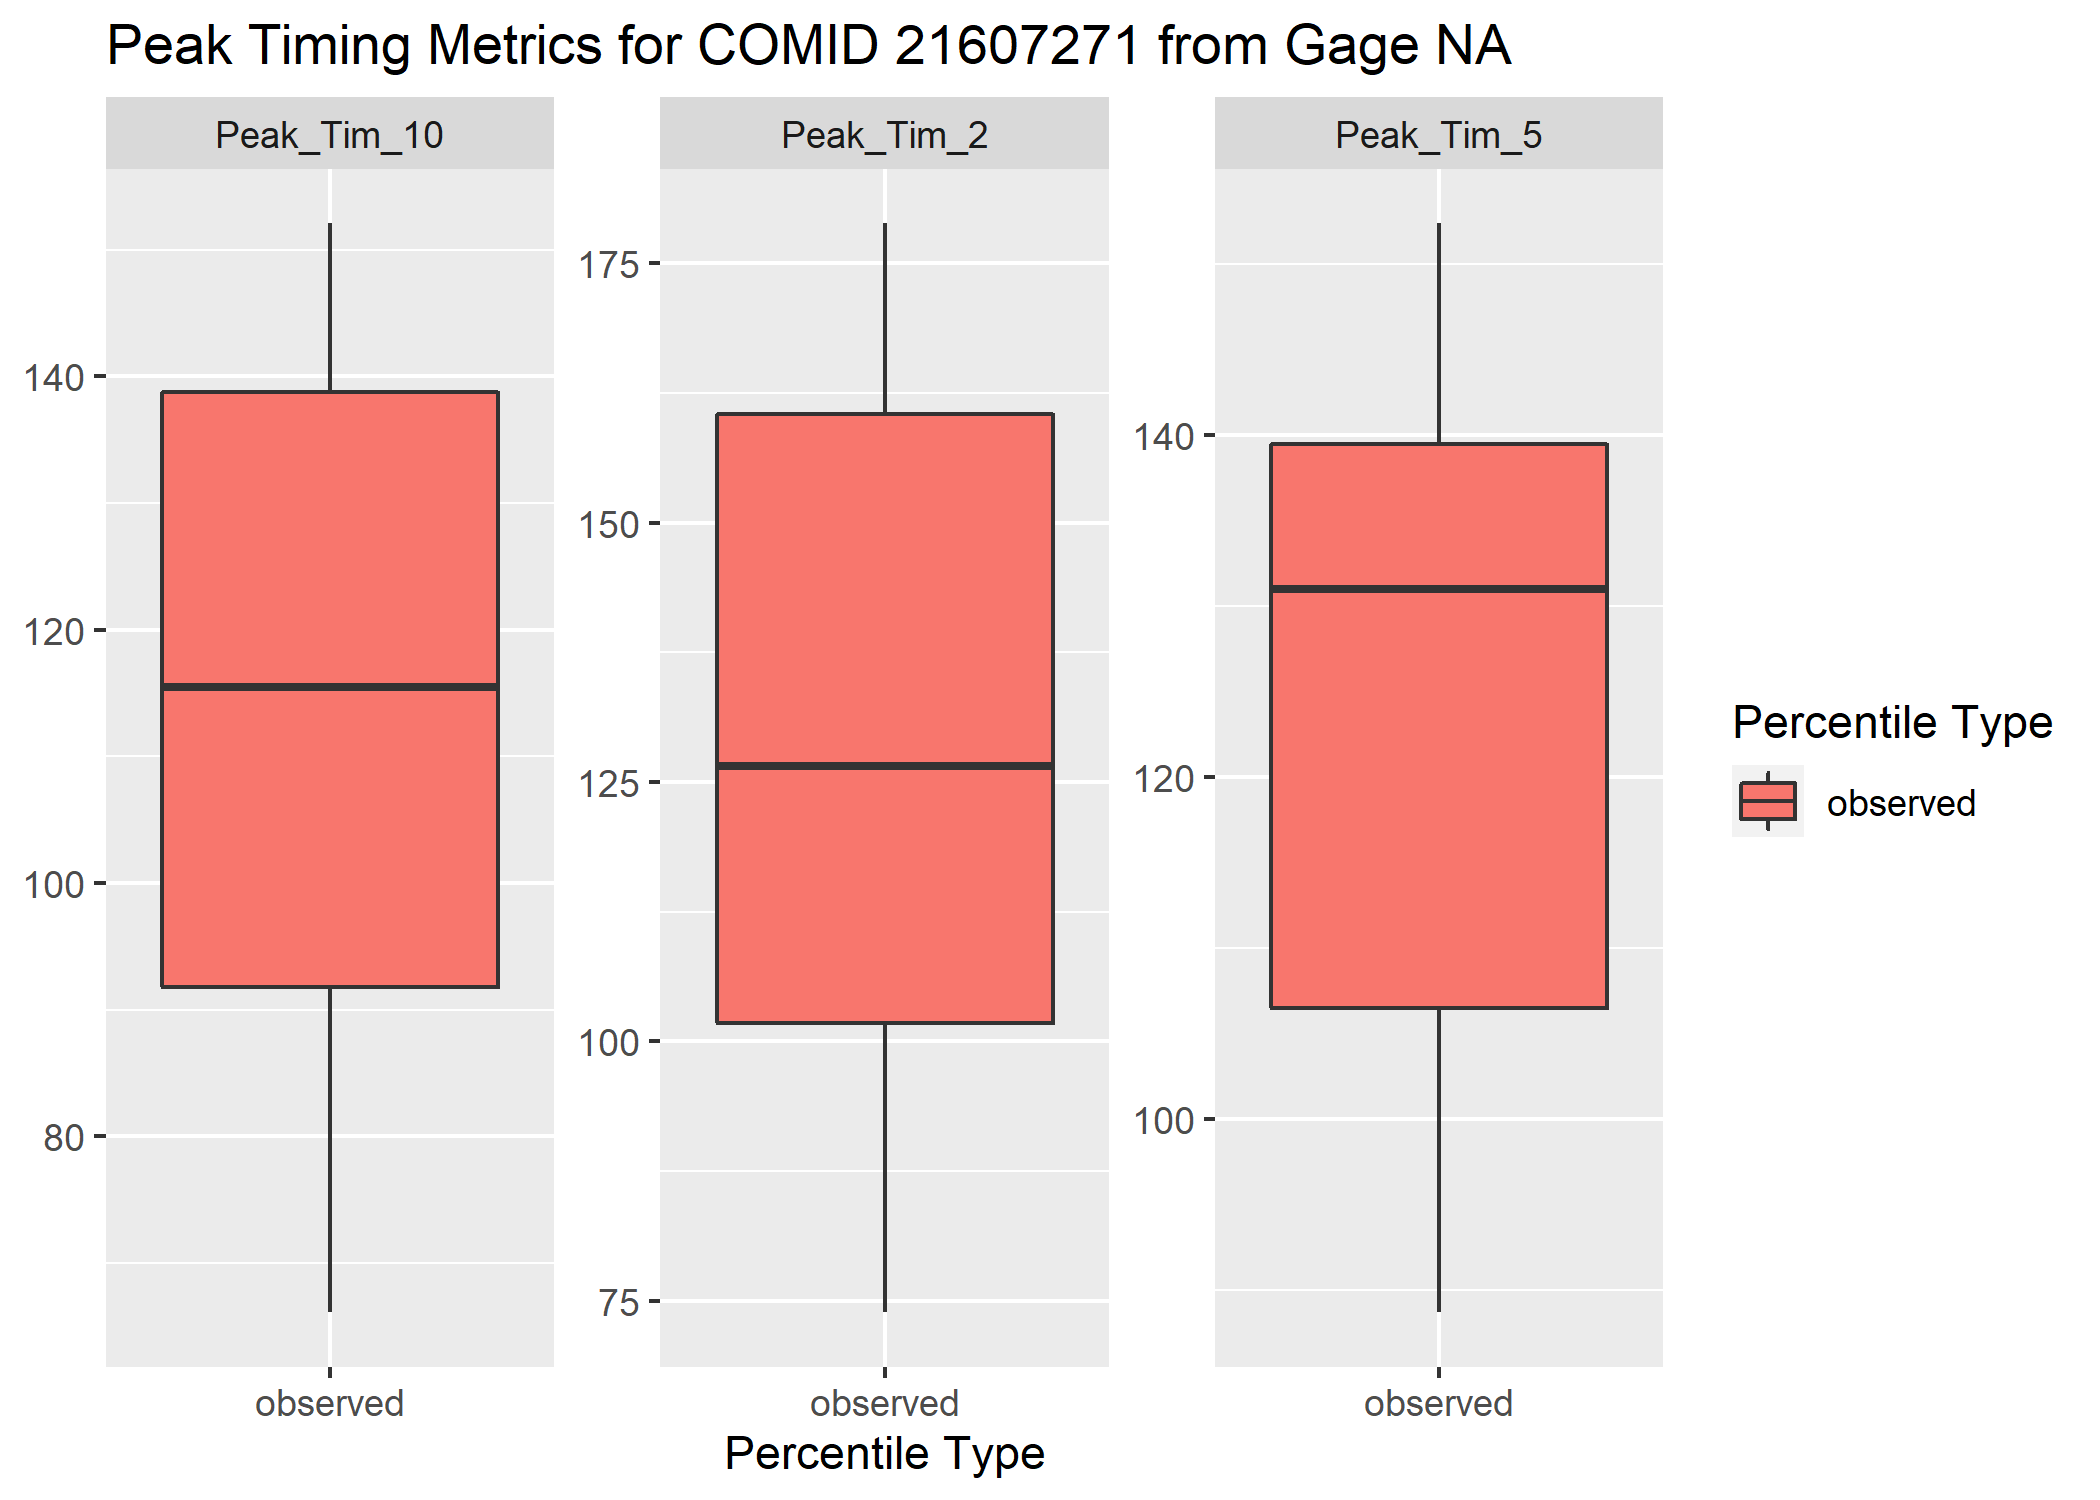 Peak Timing Metrics for COMID 21607271 from Gage NA
Peak_Tim_10
Peak_Tim_2
Peak_Tim_5
140
120
100
80
175
150
125
100
75
140
120
100
observed
observed
observed
Percentile Type
Percentile Type
observed